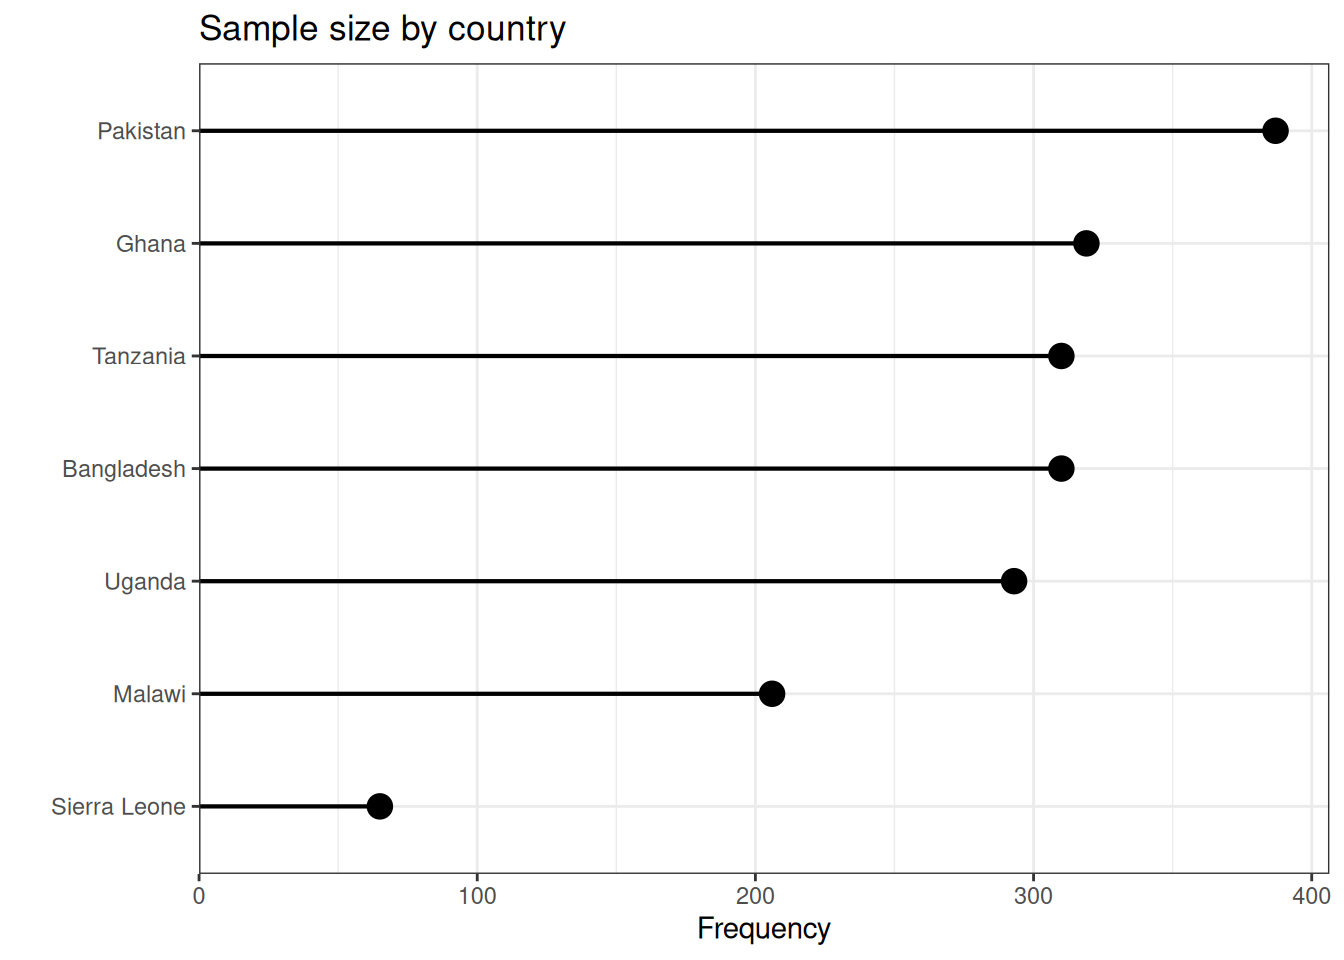 Sample size by country
Pakistan
Ghana
Tanzania
Bangladesh
Uganda
Malawi
Sierra Leone
0 100 200 300 400
Frequency